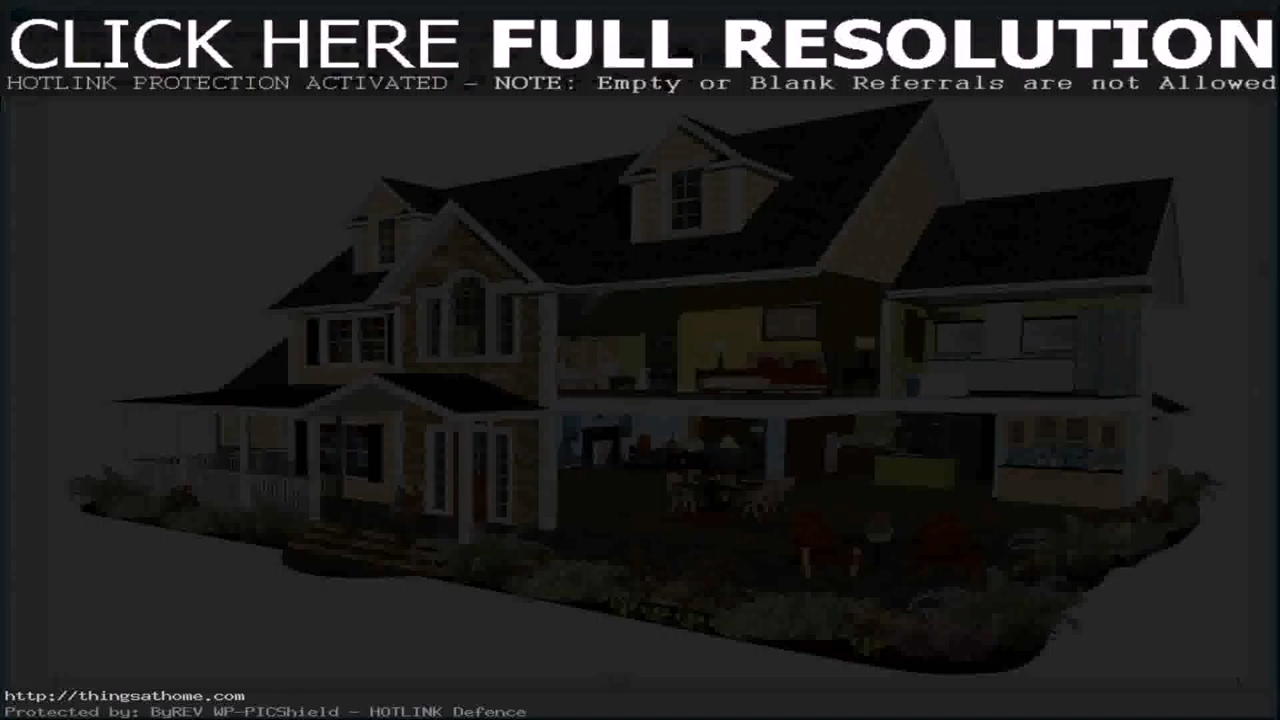 CLICK HERE FULL RESOLUTION
HOTLINK PROTECTION ACTIVATED - NOTE: Empty or Blank Referrals are not Allowed
http://thingsathome.com
Protected by: ByREV WP-PICShield - HOTLINK Defence